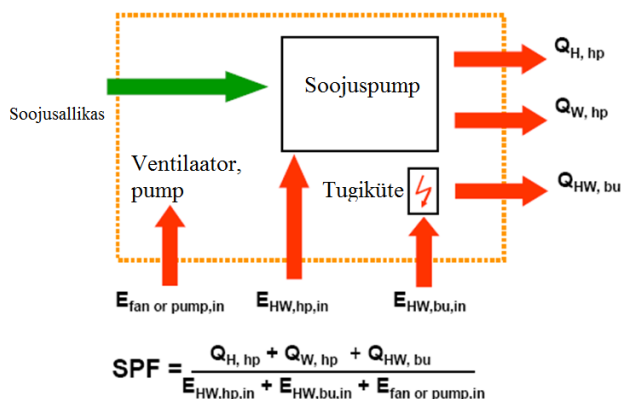 Q_H, hp
Soojuspump
Soojusallikas
Q_W, hp
Ventilaator,
pump
Tugiküte
Q_HW, bu
E_fan or pump,in
E_HW,hp,in
E_HW,bu,in
SPF = (Q_H, hp + Q_W, hp + Q_HW, bu) / (E_HW,hp,in + E_HW,bu,in + E_fan or pump,in)